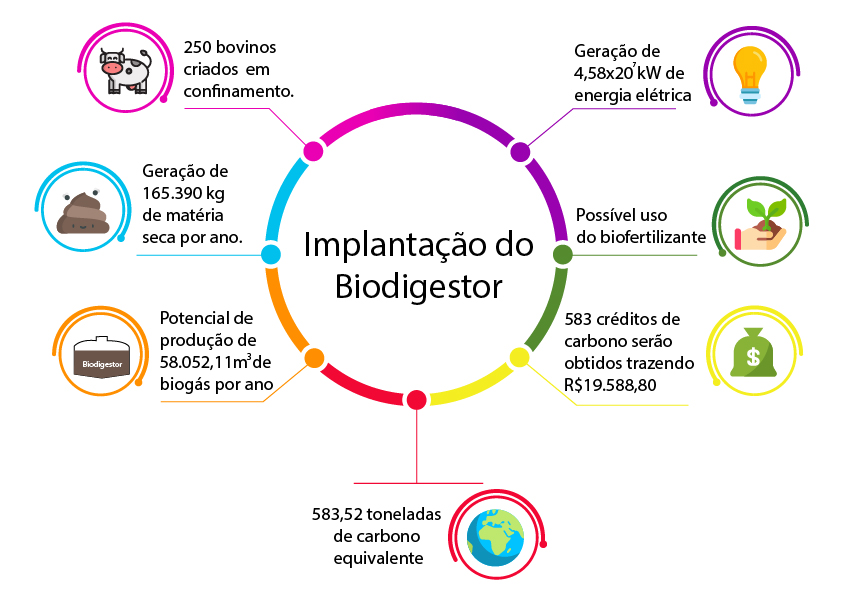 250 bovinos
criados em
confinamento.
Geração de
165.390 kg
de matéria
seca por ano.
Potencial de
produção de
58.052,11m³de
biogás por ano
Biodigestor
Implantação do
Biodigestor
Geração de
4,58x20⁷kW de
energia elétrica
Possível uso
do biofertilizante
583 créditos de
carbono serão
obtidos trazendo
R$19.588,80
$
583,52 toneladas
de carbono
equivalente